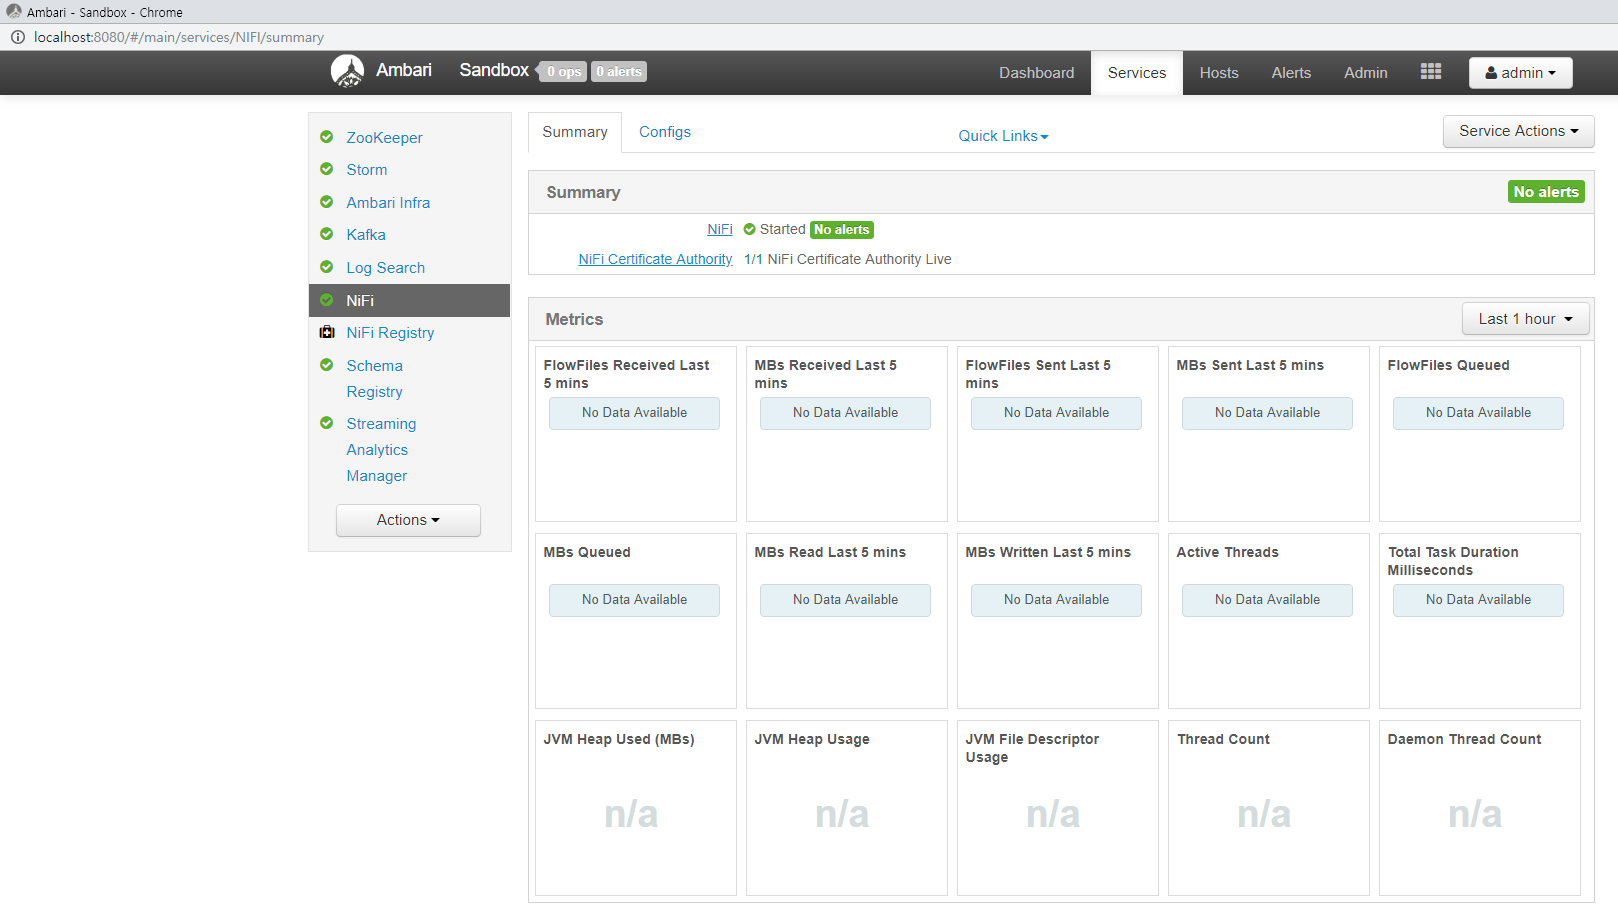 Ambari - Sandbox - Chrome
localhost:8080/#/main/services/NIFI/summary
Ambari Sandbox 0 ops 0 alerts Dashboard Services Hosts Alerts Admin admin
ZooKeeper
Storm
Ambari Infra
Kafka
Log Search
NiFi
NiFi Registry
Schema
Registry
Streaming
Analytics
Manager
Actions
Summary Configs Quick Links Service Actions
Summary No alerts
NiFi Started No alerts
NiFi Certificate Authority 1/1 NiFi Certificate Authority Live
Metrics Last 1 hour
FlowFiles Received Last
5 mins
No Data Available
MBs Received Last 5
mins
No Data Available
FlowFiles Sent Last 5
mins
No Data Available
MBs Sent Last 5 mins
No Data Available
FlowFiles Queued
No Data Available
MBs Queued
No Data Available
MBs Read Last 5 mins
No Data Available
MBs Written Last 5 mins
No Data Available
Active Threads
No Data Available
Total Task Duration
Milliseconds
No Data Available
JVM Heap Used (MBs)
n/a
JVM Heap Usage
n/a
JVM File Descriptor
Usage
n/a
Thread Count
n/a
Daemon Thread Count
n/a